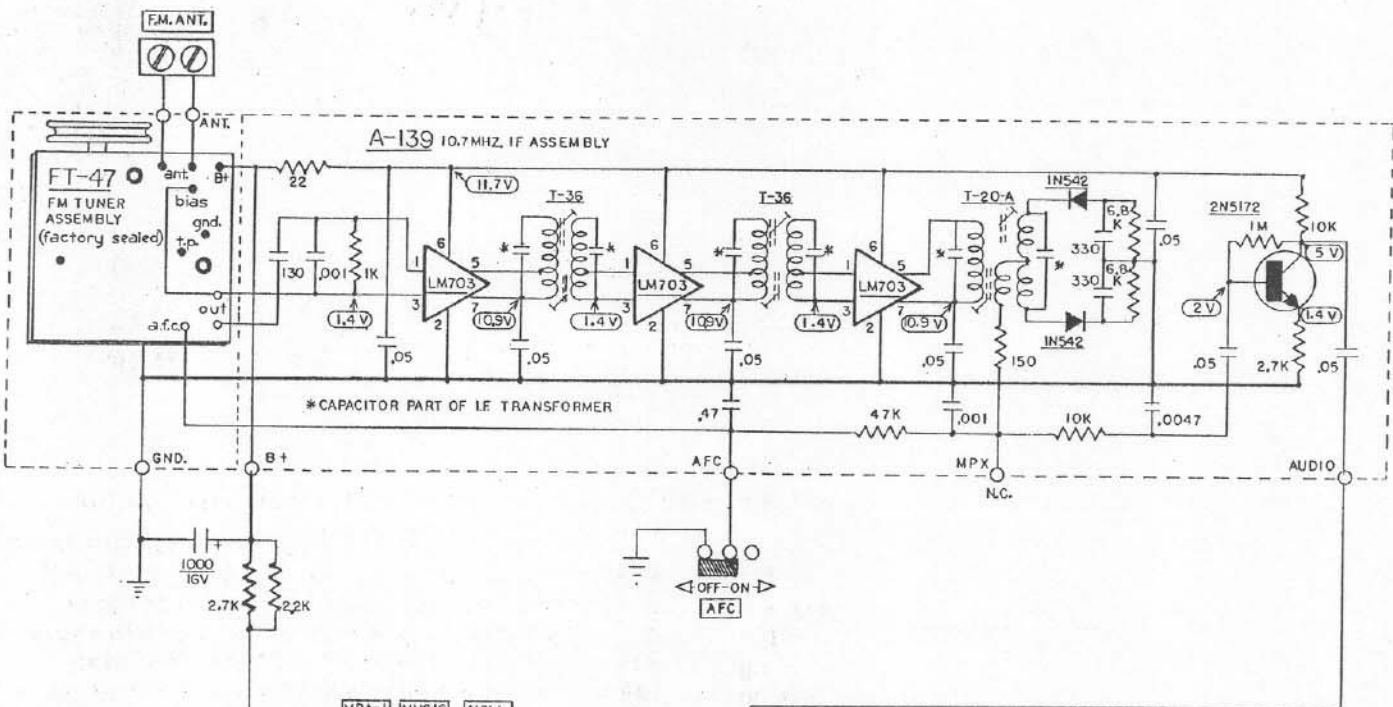 F.M. ANT.
ANT.
A-139 10.7MHZ. IF ASSEMBLY
FT-47
FM TUNER
ASSEMBLY
(factory sealed)
ant.
B+
bias
gnd.
t.p.
out
a.f.c.
22
11.7V
T-36
T-36
T-20-A
1N542
2N5172
1M
10K
6.8
K
330
330
6.8
K
.05
.5V
2V
1.4V
130
.001
1K
1
6
5
LM703
3
7
2
1
6
5
LM703
3
7
2
1
6
5
LM703
3
7
2
1.4V
10.9V
1.4V
10.9V
1.4V
10.9V
1N542
.05
.05
.05
.05
150
.05
2.7K
.05
*CAPACITOR PART OF I.F. TRANSFORMER
.47
47K
.001
10K
.0047
GND.
B+
AFC
MPX
N.C.
AUDIO
1000
16V
+
2.7K
2.2K
OFF-ON
AFC